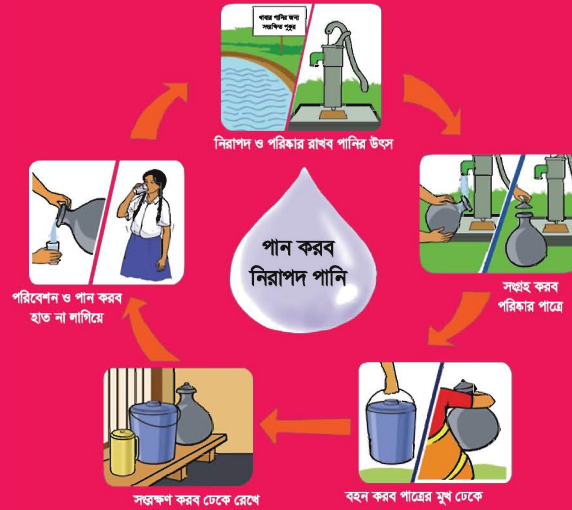 খাবার পানির জন্য
সংরক্ষিত পুকুর
নিরাপদ ও পরিষ্কার রাখব পানির উৎস
পান করব
নিরাপদ পানি
সংগ্রহ করব
পরিষ্কার পাত্রে
বহন করব পাত্রের মুখ ঢেকে
সংরক্ষণ করব ঢেকে রেখে
পরিবেশন ও পান করব
হাত না লাগিয়ে